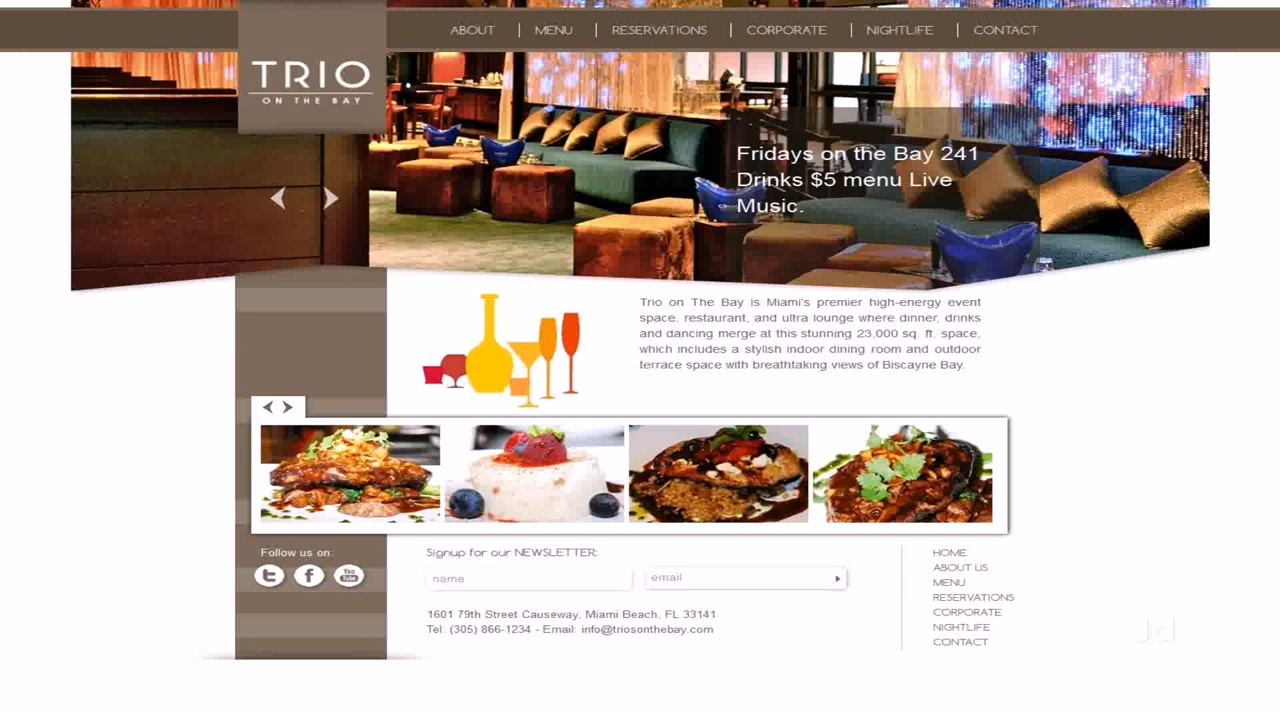 ABOUT | MENU | RESERVATIONS | CORPORATE | NIGHTLIFE | CONTACT
TRIO
ON THE BAY
Fridays on the Bay 241
Drinks $5 menu Live
Music.
Trio on The Bay is Miami's premier high-energy event
space, restaurant, and ultra lounge where dinner, drinks
and dancing merge at this stunning 23,000 sq. ft. space,
which includes a stylish indoor dining room and outdoor
terrace space with breathtaking views of Biscayne Bay.
Follow us on:
You Tube
Signup for our NEWSLETTER:
name
email
1601 79th Street Causeway, Miami Beach, FL 33141
Tel: (305) 866-1234 - Email: info@triosonthebay.com
HOME
ABOUT US
MENU
RESERVATIONS
CORPORATE
NIGHTLIFE
CONTACT
Jd